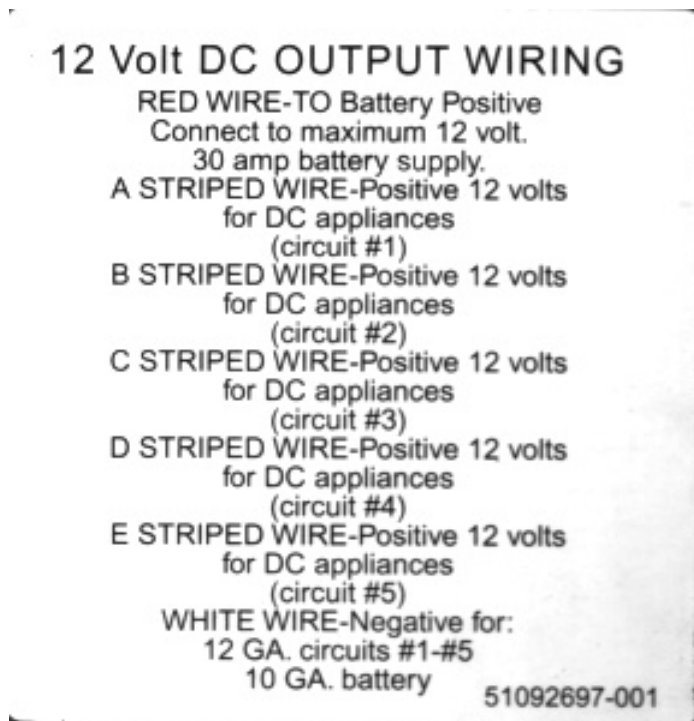 12 Volt DC OUTPUT WIRING
RED WIRE-TO Battery Positive
Connect to maximum 12 volt.
30 amp battery supply.
A STRIPED WIRE-Positive 12 volts
for DC appliances
(circuit #1)
B STRIPED WIRE-Positive 12 volts
for DC appliances
(circuit #2)
C STRIPED WIRE-Positive 12 volts
for DC appliances
(circuit #3)
D STRIPED WIRE-Positive 12 volts
for DC appliances
(circuit #4)
E STRIPED WIRE-Positive 12 volts
for DC appliances
(circuit #5)
WHITE WIRE-Negative for:
12 GA. circuits #1-#5
10 GA. battery
51092697-001